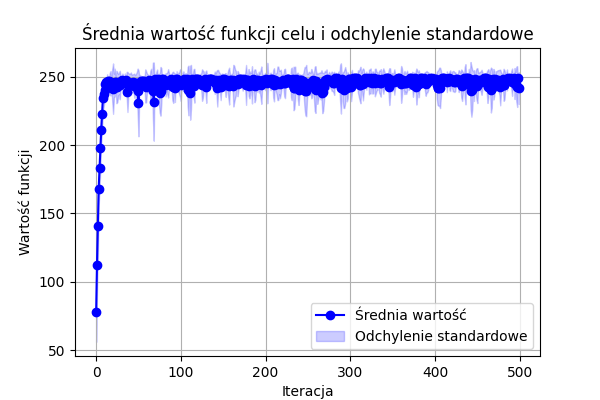 Średnia wartość funkcji celu i odchylenie standardowe
250
200
150
100
50
Wartość funkcji
0 100 200 300 400 500
Iteracja
Średnia wartość
Odchylenie standardowe